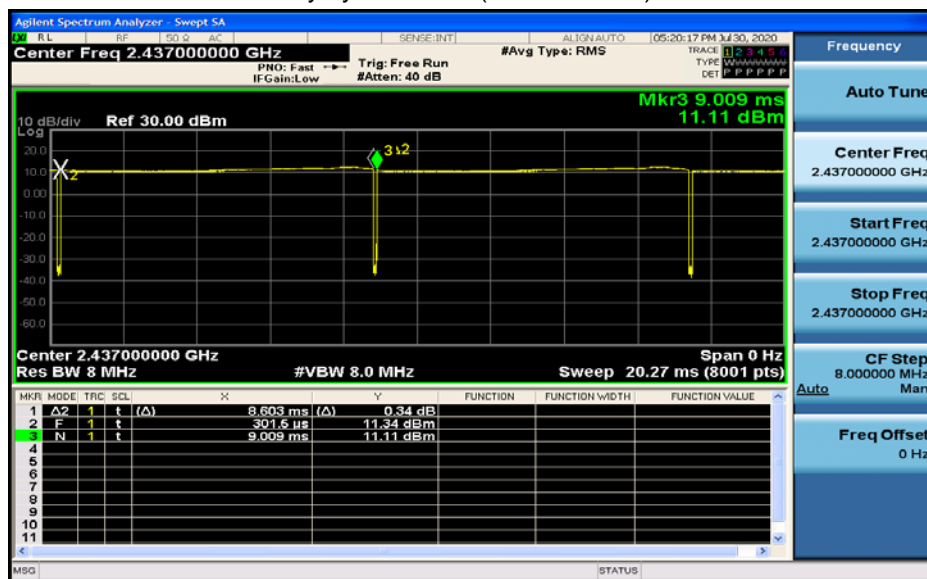 Agilent Spectrum Analyzer - Swept SA
RL RF 50 Ω AC SENSE:INT ALIGNAUTO 05:20:17 PM Jul 30, 2020
Center Freq 2.437000000 GHz
PNO: Fast
IFGain:Low
Trig: Free Run
#Atten: 40 dB
#Avg Type: RMS
TRACE 1 2 3 4 5 6
TYPE
DET P P P P P P
Mkr3 9.009 ms
11.11 dBm
10 dB/div Ref 30.00 dBm
Log
20.0
10.0
0.00
-10.0
-20.0
-30.0
-40.0
-50.0
-60.0
2
3 2
Center 2.437000000 GHz Span 0 Hz
Res BW 8 MHz #VBW 8.0 MHz Sweep 20.27 ms (8001 pts)
MKR MODE TRC SCL X Y FUNCTION FUNCTION WIDTH FUNCTION VALUE
1 Δ2 1 t (Δ) 8.603 ms (Δ) 0.34 dB
2 F 1 t 301.5 µs 11.34 dBm
3 N 1 t 9.009 ms 11.11 dBm
4
5
6
7
8
9
10
11
MSG STATUS
Frequency
Auto Tune
Center Freq
2.437000000 GHz
Start Freq
2.437000000 GHz
Stop Freq
2.437000000 GHz
CF Step
8.000000 MHz
Auto Man
Freq Offset
0 Hz